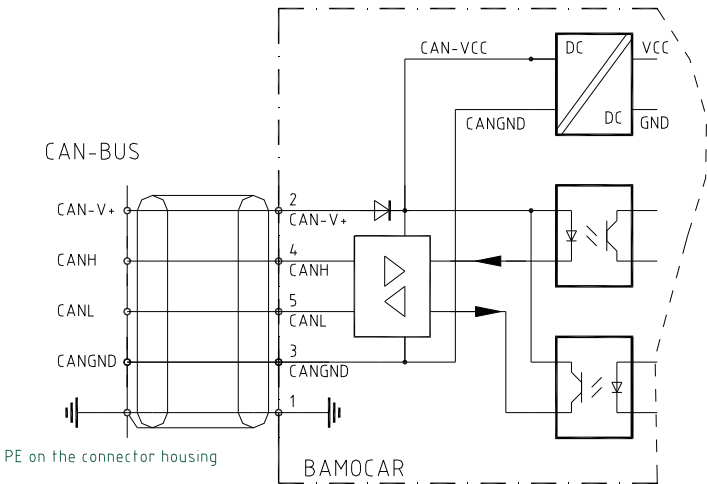 CAN-VCC
DC
VCC
CANGND
DC
GND
CAN-BUS
CAN-V+
2
CAN-V+
CANH
4
CANH
CANL
5
CANL
CANGND
3
CANGND
1
PE on the connector housing
BAMOCAR